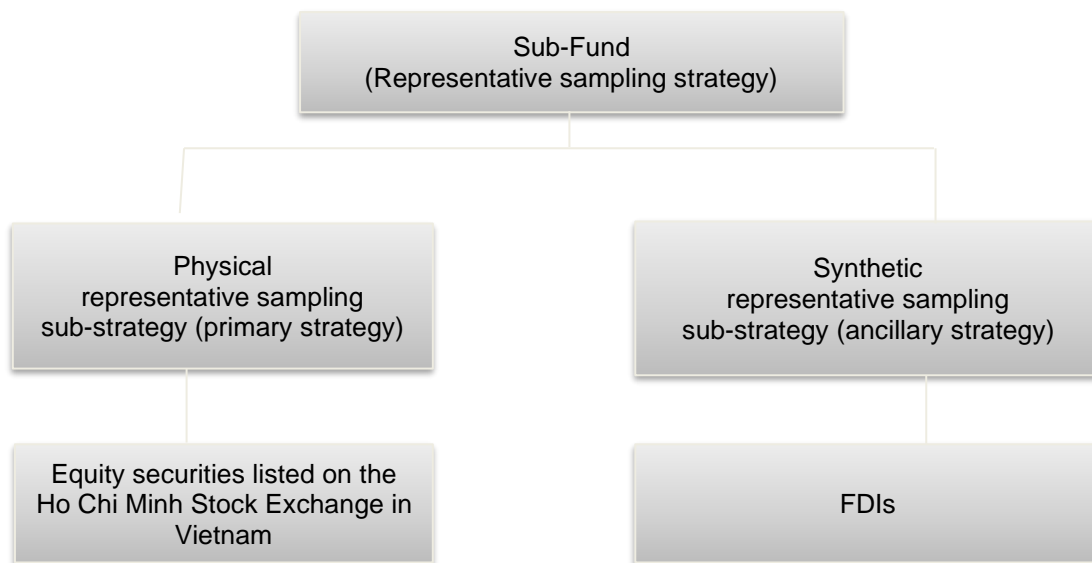 Sub-Fund
(Representative sampling strategy)
Physical
representative sampling
sub-strategy (primary strategy)
Synthetic
representative sampling
sub-strategy (ancillary strategy)
Equity securities listed on the
Ho Chi Minh Stock Exchange in
Vietnam
FDIs